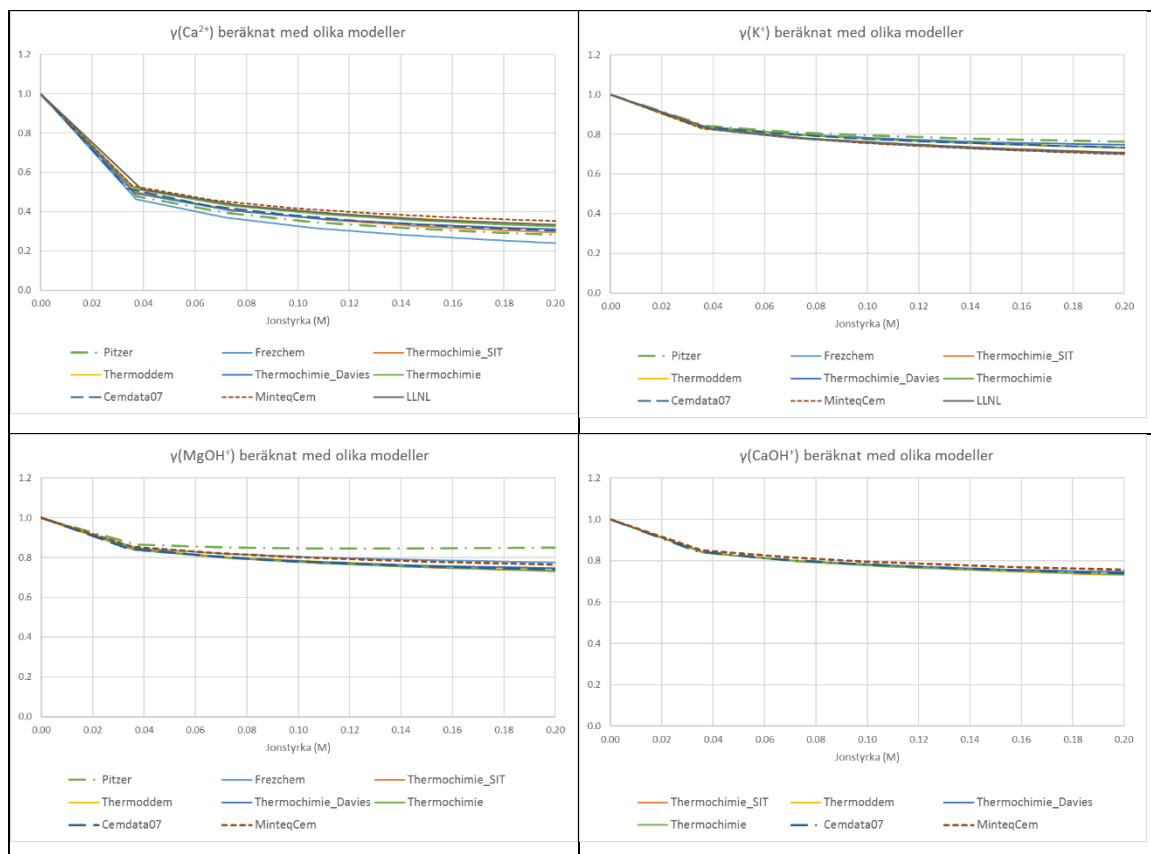 γ(Ca²⁺) beräknat med olika modeller
1.2
1.0
0.8
0.6
0.4
0.2
0.0
0.00 0.02 0.04 0.06 0.08 0.10 0.12 0.14 0.16 0.18 0.20
Jonstyrka (M)
Pitzer Frezchem Thermochimie_SIT
Thermoddem Thermochimie_Davies Thermochimie
Cemdata07 MinteqCem LLNL
γ(K⁺) beräknat med olika modeller
1.2
1.0
0.8
0.6
0.4
0.2
0.0
0.00 0.02 0.04 0.06 0.08 0.10 0.12 0.14 0.16 0.18 0.20
Jonstyrka (M)
Pitzer Frezchem Thermochimie_SIT
Thermoddem Thermochimie_Davies Thermochimie
Cemdata07 MinteqCem LLNL
γ(MgOH⁺) beräknat med olika modeller
1.2
1.0
0.8
0.6
0.4
0.2
0.0
0.00 0.02 0.04 0.06 0.08 0.10 0.12 0.14 0.16 0.18 0.20
Jonstyrka (M)
Pitzer Frezchem Thermochimie_SIT
Thermoddem Thermochimie_Davies Thermochimie
Cemdata07 MinteqCem
γ(CaOH⁺) beräknat med olika modeller
1.2
1.0
0.8
0.6
0.4
0.2
0.0
0.00 0.02 0.04 0.06 0.08 0.10 0.12 0.14 0.16 0.18 0.20
Jonstyrka (M)
Thermochimie_SIT Thermoddem Thermochimie_Davies
Thermochimie Cemdata07 MinteqCem